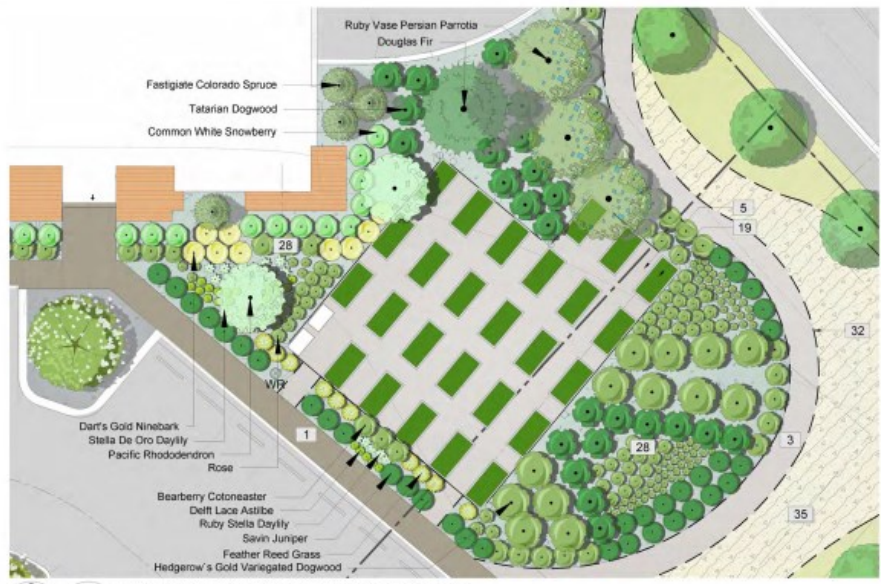 Ruby Vase Persian Parrotia
Douglas Fir
Fastigiate Colorado Spruce
Tatarian Dogwood
Common White Snowberry
5
19
28
32
WR
Dart's Gold Ninebark
Stella De Oro Daylily
Pacific Rhododendron
Rose
1
3
28
Bearberry Cotoneaster
Delft Lace Astilbe
Ruby Stella Daylily
Savin Juniper
Feather Reed Grass
Hedgerow's Gold Variegated Dogwood
35